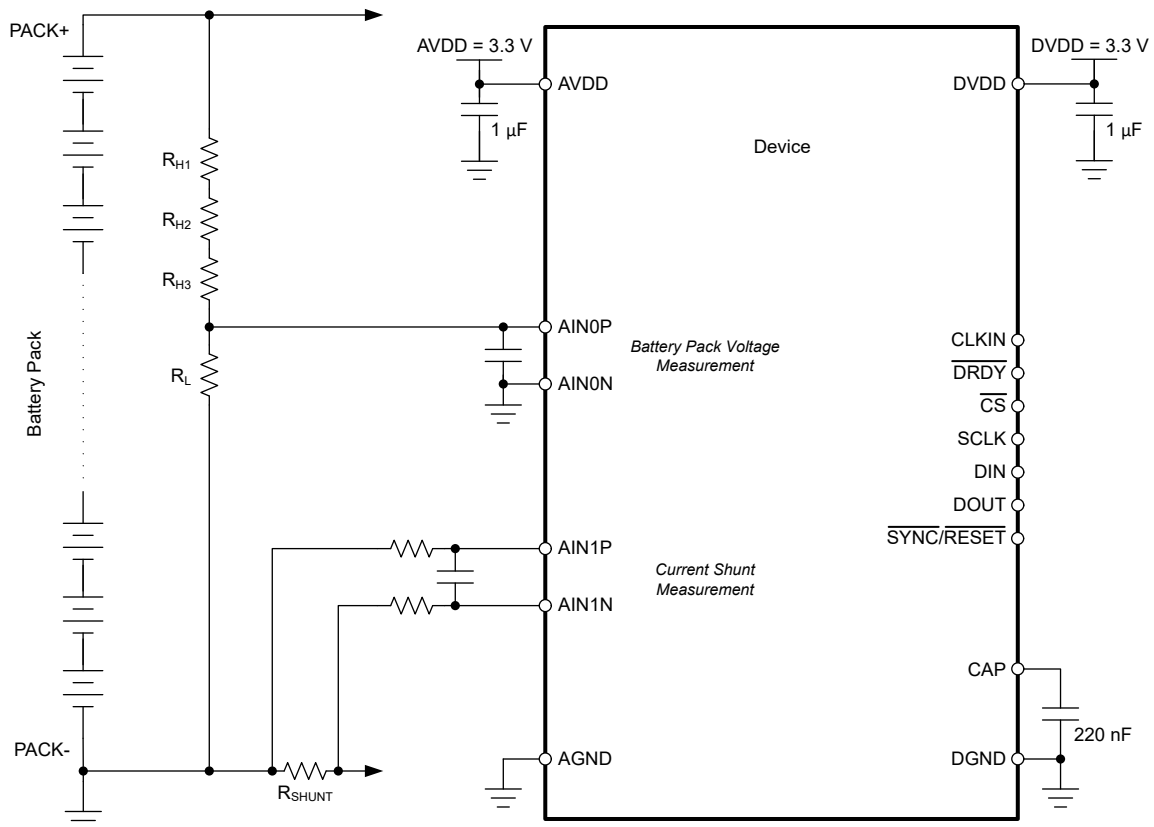 PACK+
AVDD = 3.3 V
DVDD = 3.3 V
AVDD
DVDD
1 µF
1 µF
Device
RH1
RH2
RH3
RL
Battery Pack
AIN0P
AIN0N
Battery Pack Voltage
Measurement
CLKIN
DRDY
CS
SCLK
DIN
DOUT
SYNC/RESET
AIN1P
AIN1N
Current Shunt
Measurement
CAP
220 nF
PACK-
AGND
DGND
RSHUNT